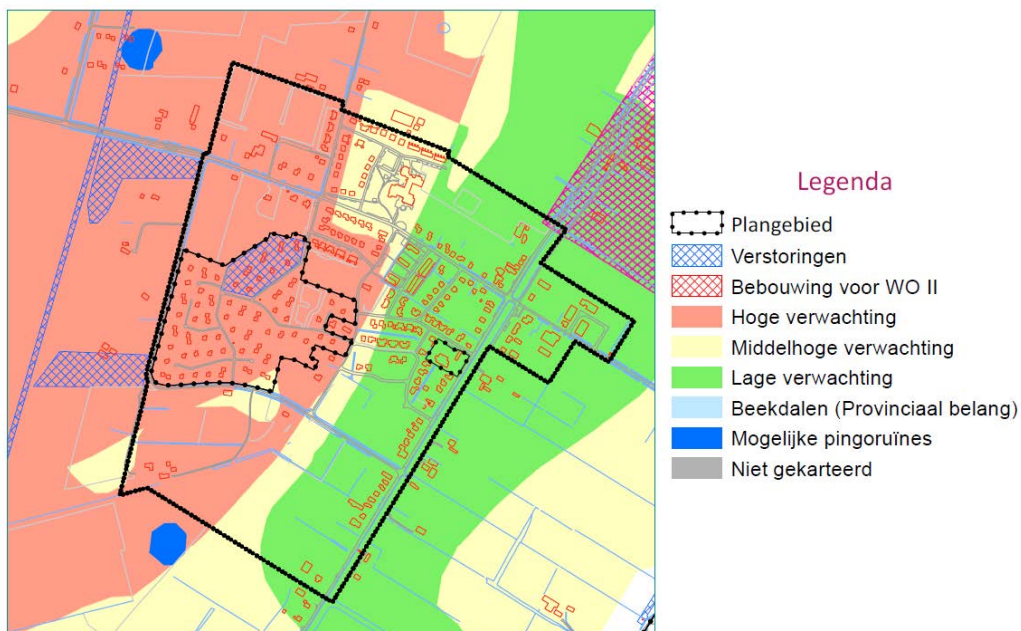 Legenda
Plangebied
Verstoringen
Bebouwing voor WO II
Hoge verwachting
Middelhoge verwachting
Lage verwachting
Beekdalen (Provinciaal belang)
Mogelijke pingoruïnes
Niet gekarteerd